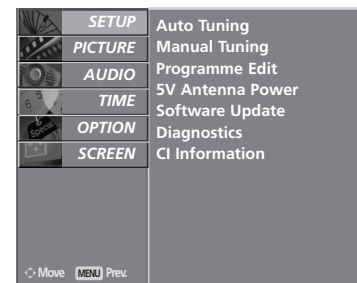 SETUP
PICTURE
AUDIO
TIME
OPTION
SCREEN
Auto Tuning
Manual Tuning
Programme Edit
5V Antenna Power
Software Update
Diagnostics
CI Information
Move MENU Prev.
Special